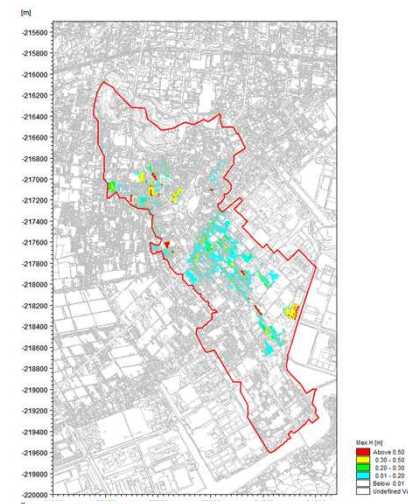 [m]
-215600
-215800
-216000
-216200
-216400
-216600
-216800
-217000
-217200
-217400
-217600
-217800
-218000
-218200
-218400
-218600
-218800
-219000
-219200
-219400
-219600
-219800
-220000
Max H [m]
Above 0.50
0.30 - 0.50
0.20 - 0.30
0.01 - 0.20
Below 0.01
Undefined V